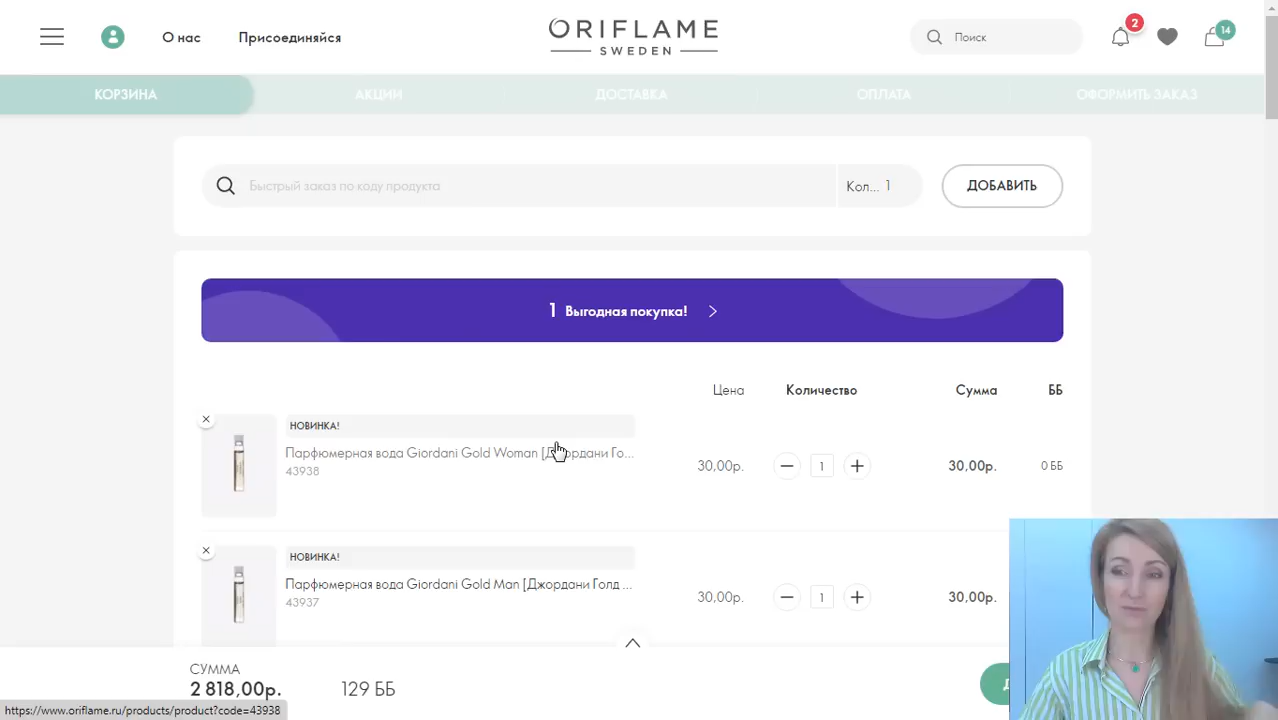 О нас
Присоединяйся
ORIFLAME
SWEDEN
Поиск
2
14
КОРЗИНА
АКЦИИ
ДОСТАВКА
ОПЛАТА
ОФОРМИТЬ ЗАКАЗ
Быстрый заказ по коду продукта
Кол... 1
ДОБАВИТЬ
1 Выгодная покупка!
Цена
Количество
Сумма
ББ
НОВИНКА!
Парфюмерная вода Giordani Gold Woman [Джордани Го...
43938
30,00р.
1
30,00р.
0 ББ
НОВИНКА!
Парфюмерная вода Giordani Gold Man [Джордани Голд ...
43937
30,00р.
1
30,00р.
СУММА
2 818,00р.
129 ББ
https://www.oriflame.ru/products/product?code=43938